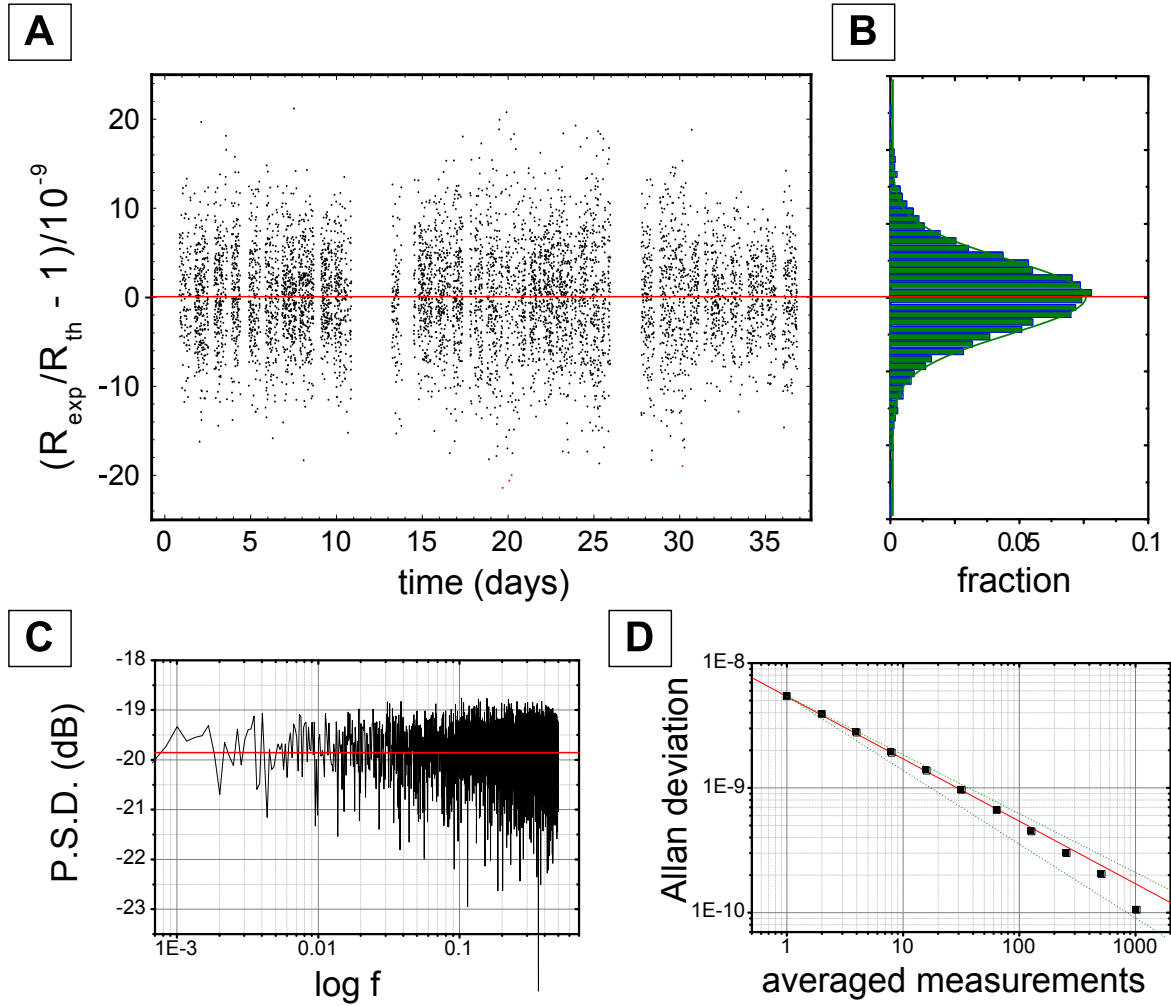 A
B
(R_exp/R_th - 1)/10^-9
20
10
0
-10
-20
0 5 10 15 20 25 30 35
time (days)
0 0.05 0.1
fraction
C
D
P.S.D. (dB)
-18
-19
-20
-21
-22
-23
1E-3 0.01 0.1
log f
Allan deviation
1E-8
1E-9
1E-10
1 10 100 1000
averaged measurements